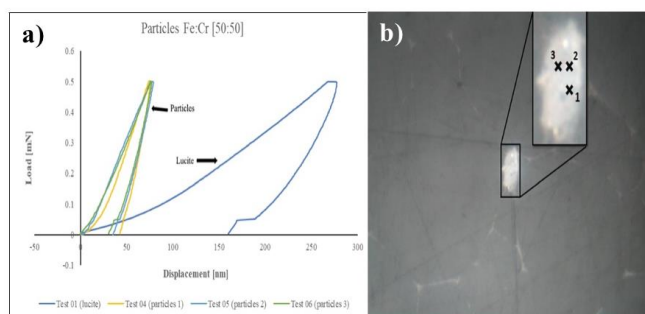 a)
Particles Fe:Cr [50:50]
0.6
0.5
0.4
0.3
0.2
0.1
0
-0.1
-50
0
50
100
150
200
250
300
Load [mN]
Displacement [nm]
Particles
Lucite
Test 01 (lucite)
Test 04 (particles 1)
Test 05 (particles 2)
Test 06 (particles 3)
b)
3
2
1